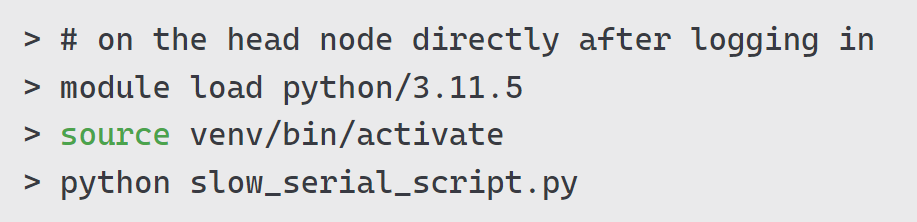 > # on the head node directly after logging in
> module load python/3.11.5
> source venv/bin/activate
> python slow_serial_script.py